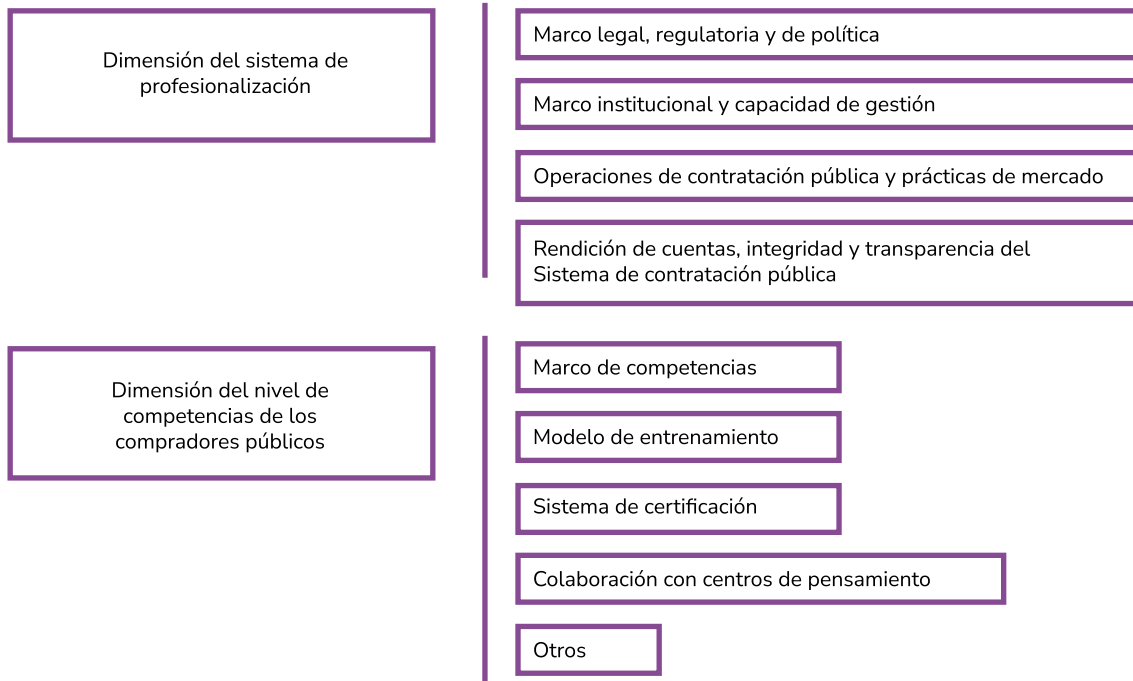 Dimensión del sistema de
profesionalización
Marco legal, regulatoria y de política
Marco institucional y capacidad de gestión
Operaciones de contratación pública y prácticas de mercado
Rendición de cuentas, integridad y transparencia del
Sistema de contratación pública
Dimensión del nivel de
competencias de los
compradores públicos
Marco de competencias
Modelo de entrenamiento
Sistema de certificación
Colaboración con centros de pensamiento
Otros